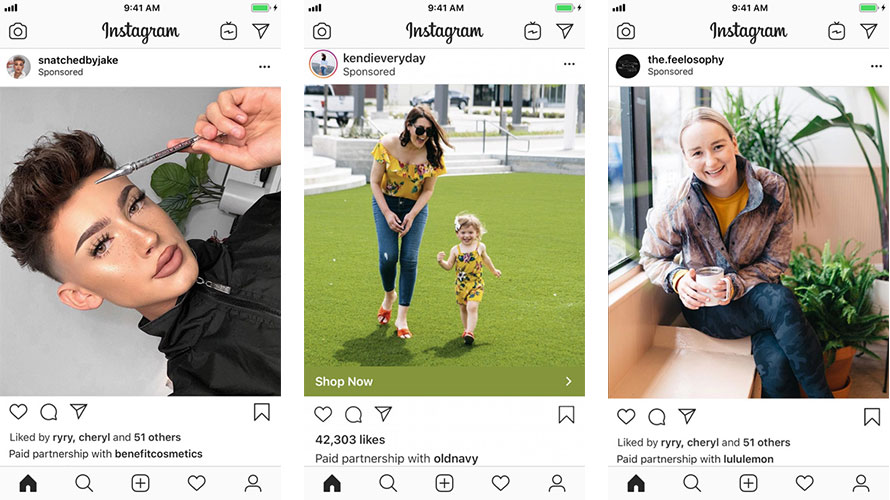 9:41 AM
Instagram
snatchedbyjake
Sponsored
Liked by ryry, cheryl and 51 others
Paid partnership with benefitcosmetics
9:41 AM
Instagram
kendieveryday
Sponsored
Shop Now
42,303 likes
Paid partnership with oldnavy
9:41 AM
Instagram
the.feelosophy
Sponsored
Liked by ryry, cheryl and 51 others
Paid partnership with lululemon